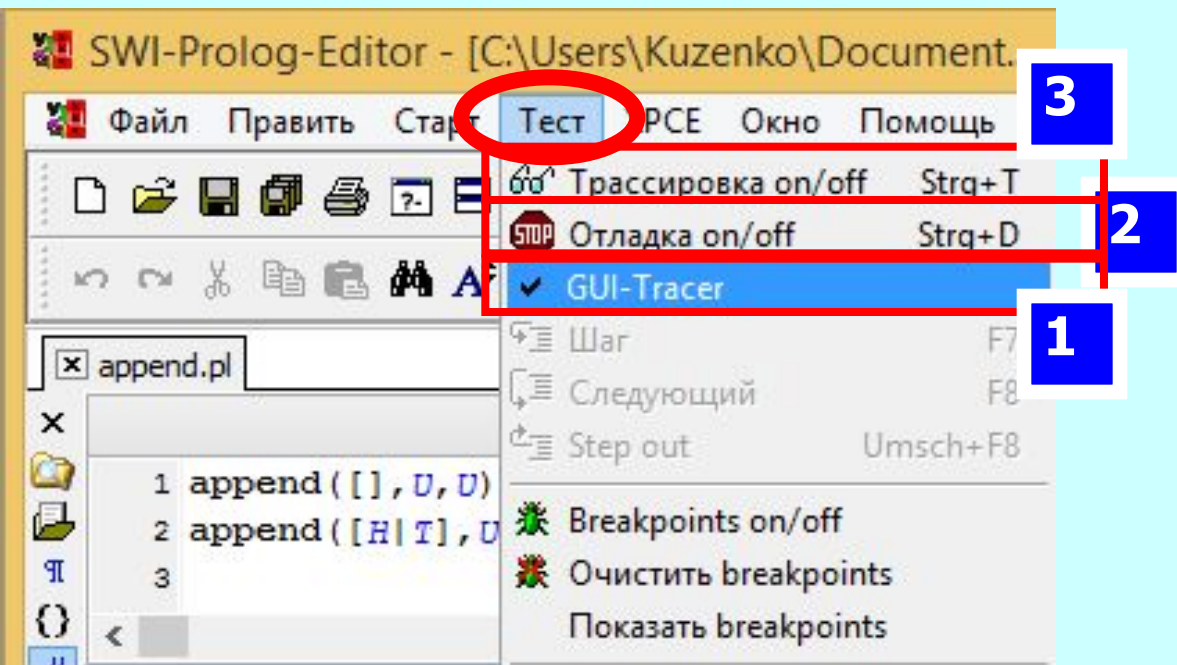 SWI-Prolog-Editor - [C:\Users\Kuzenko\Document...
3
Файл Править Старт Тест PCE Окно Помощь
Трассировка on/off Strg+T
2
Отладка on/off Strg+D
GUI-Tracer
1
Шаг F7
append.pl
Следующий F8
Step out Umsch+F8
1 append([],U,U)
Breakpoints on/off
2 append([H|T],U
3
Очистить breakpoints
Показать breakpoints